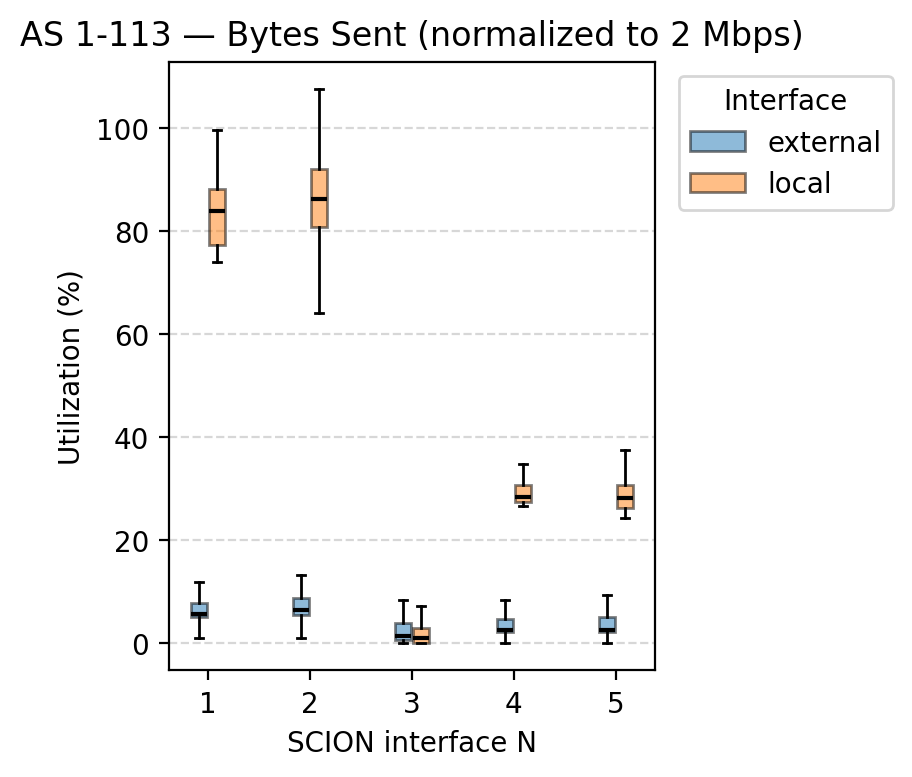 AS 1-113 — Bytes Sent (normalized to 2 Mbps)
Interface
external
local
Utilization (%)
100
80
60
40
20
0
1 2 3 4 5
SCION interface N